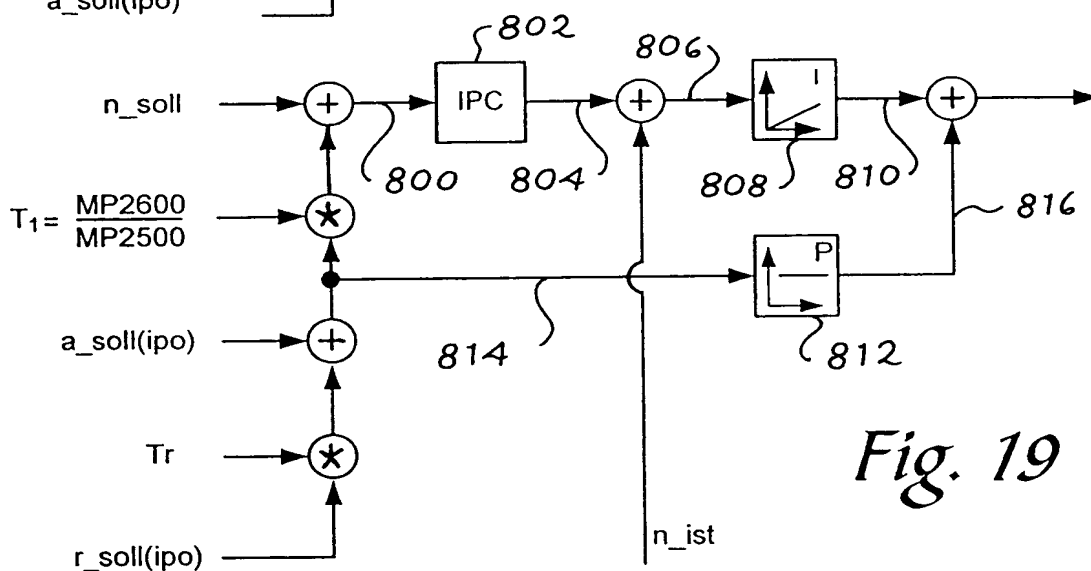 a_soll(ipo)
802
806
n_soll
IPC
I
800
804
808
810
T1= MP2600
MP2500
816
P
a_soll(ipo)
814
812
Tr
Fig. 19
n_ist
r_soll(ipo)